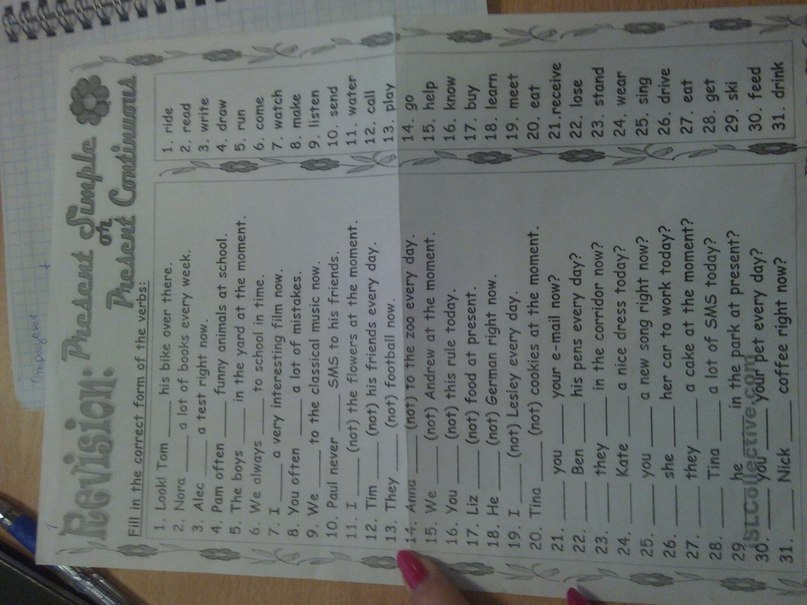 Revision: Present Simple
or
Present Continuous
Fill in the correct form of the verbs:
1. Look! Tom ____ his bike over there.
2. Nora ____ a lot of books every week.
3. Alec ____ a test right now.
4. Pam often ____ funny animals at school.
5. The boys ____ in the yard at the moment.
6. We always ____ to school in time.
7. I ____ a very interesting film now.
8. You often ____ a lot of mistakes.
9. We ____ to the classical music now.
10. Paul never ____ SMS to his friends.
11. I ____ (not) the flowers at the moment.
12. Tim ____ (not) his friends every day.
13. They ____ (not) football now.
14. Anna ____ (not) to the zoo every day.
15. We ____ (not) Andrew at the moment.
16. You ____ (not) this rule today.
17. Liz ____ (not) food at present.
18. He ____ (not) German right now.
19. I ____ (not) Lesley every day.
20. Tina ____ (not) cookies at the moment.
21. ____ you ____ your e-mail now?
22. ____ Ben ____ his pens every day?
23. ____ they ____ in the corridor now?
24. ____ Kate ____ a nice dress today?
25. ____ you ____ a new song right now?
26. ____ she ____ her car to work today?
27. ____ they ____ a cake at the moment?
28. ____ Tina ____ a lot of SMS today?
29. ____ he ____ in the park at present?
30. ____ you ____ your pet every day?
31. ____ Nick ____ coffee right now?
1. ride
2. read
3. write
4. draw
5. run
6. come
7. watch
8. make
9. listen
10. send
11. water
12. call
13. play
14. go
15. help
16. know
17. buy
18. learn
19. meet
20. eat
21. receive
22. lose
23. stand
24. wear
25. sing
26. drive
27. eat
28. get
29. ski
30. feed
31. drink
iSLCollective.com